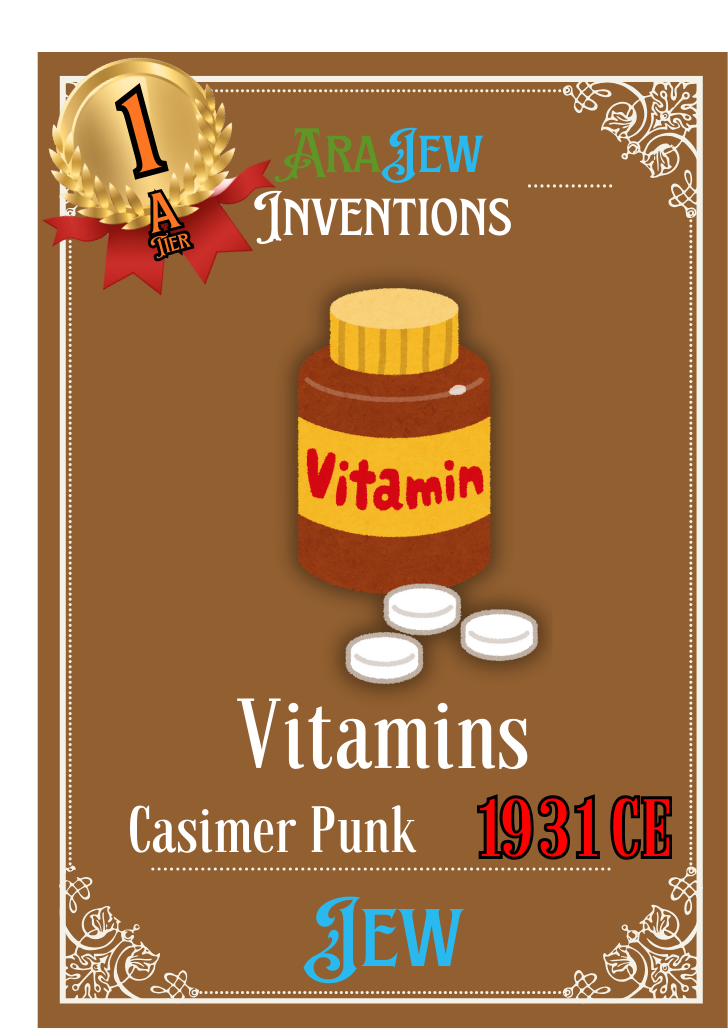 1
A
Tier
AraJew
Inventions
Vitamin
Vitamins
Casimer Punk
1931 CE
Jew